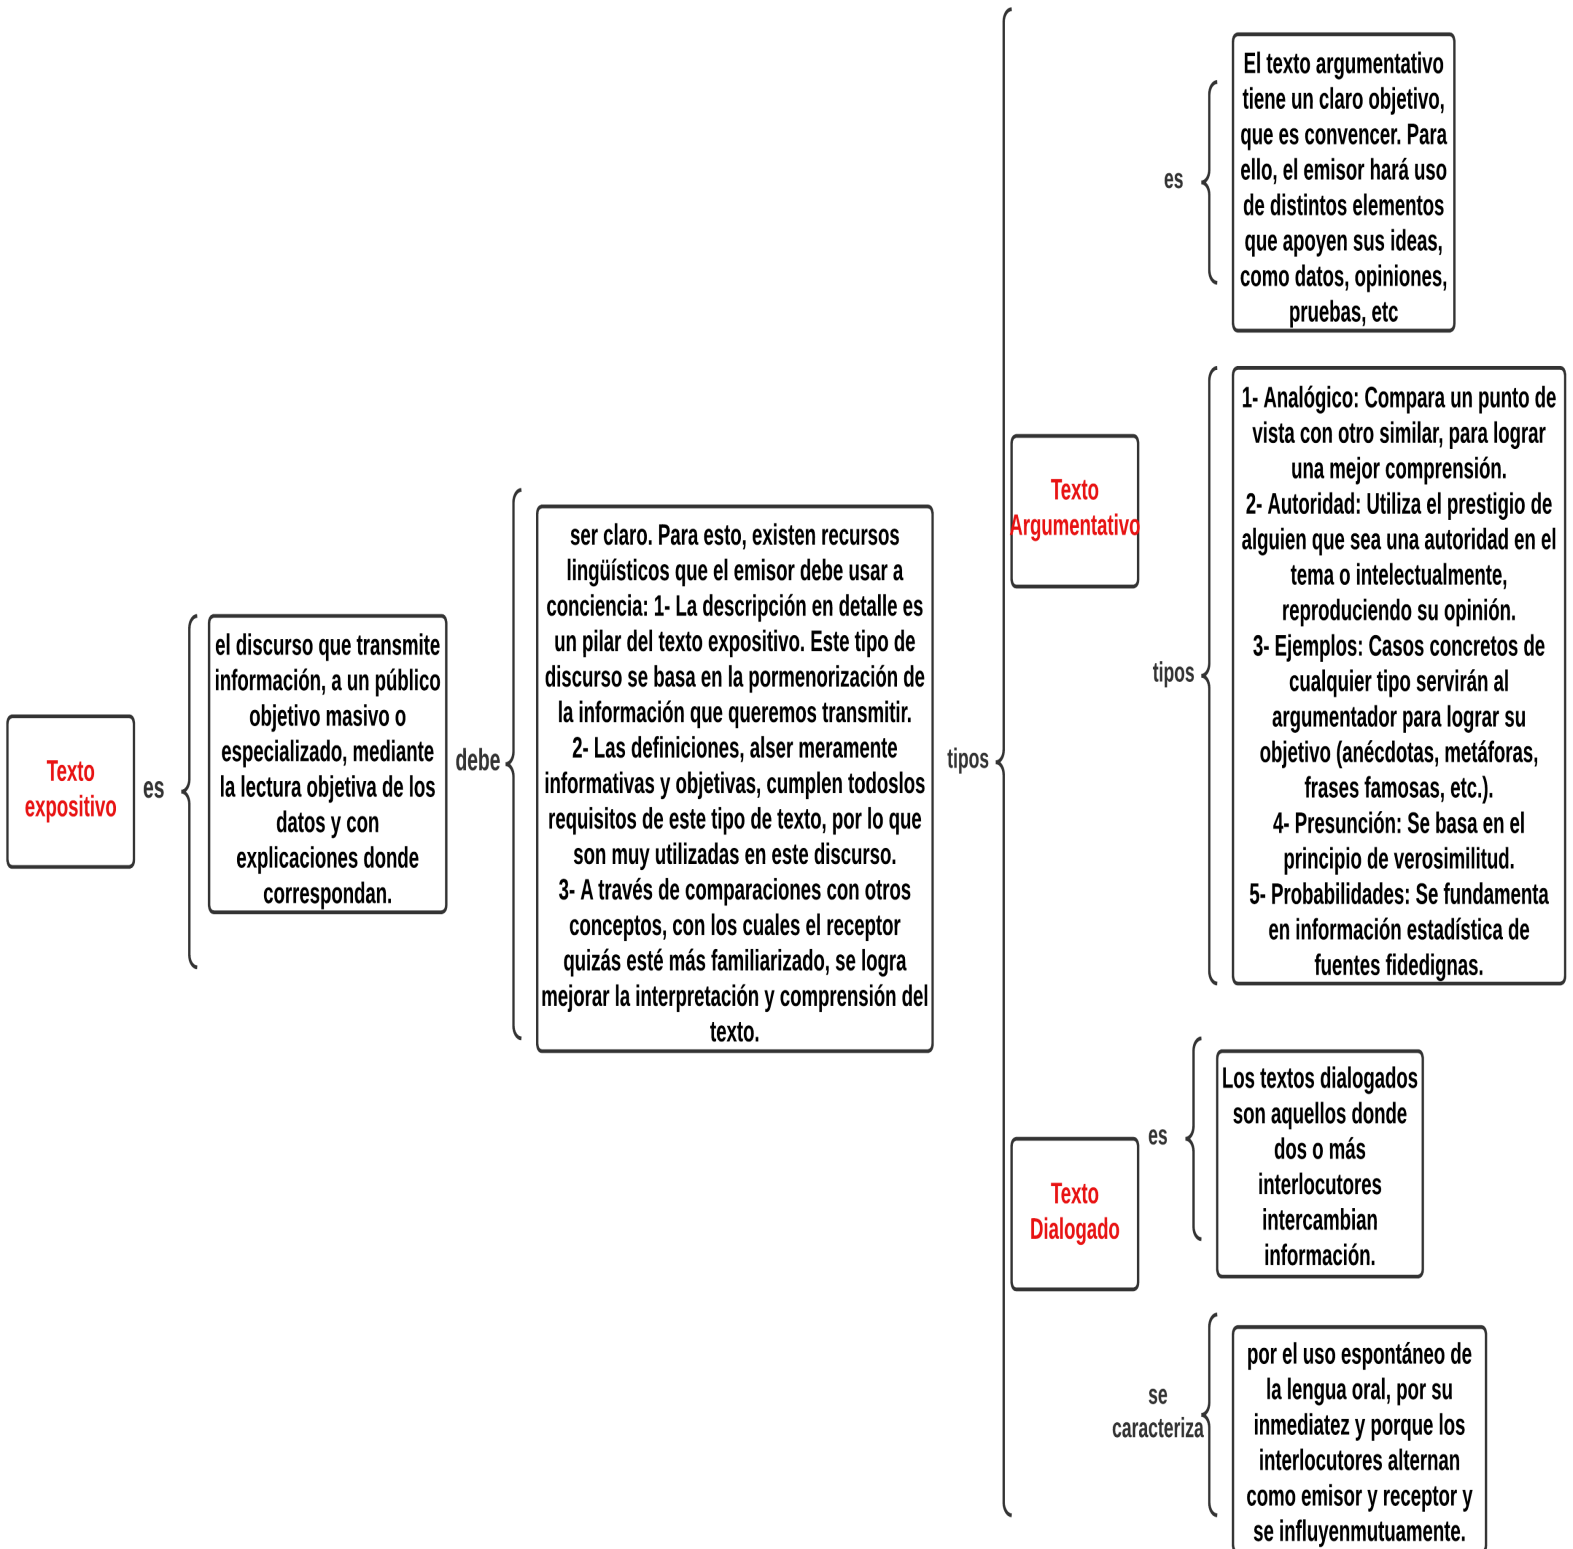 Texto
expositivo
es
el discurso que transmite
información, a un público
objetivo masivo o
especializado, mediante
la lectura objetiva de los
datos y con
explicaciones donde
correspondan.
debe
ser claro. Para esto, existen recursos
lingüísticos que el emisor debe usar a
conciencia: 1- La descripción en detalle es
un pilar del texto expositivo. Este tipo de
discurso se basa en la pormenorización de
la información que queremos transmitir.
2- Las definiciones, alser meramente
informativas y objetivas, cumplen todoslos
requisitos de este tipo de texto, por lo que
son muy utilizadas en este discurso.
3- A través de comparaciones con otros
conceptos, con los cuales el receptor
quizás esté más familiarizado, se logra
mejorar la interpretación y comprensión del
texto.
tipos
Texto
Argumentativo
es
El texto argumentativo
tiene un claro objetivo,
que es convencer. Para
ello, el emisor hará uso
de distintos elementos
que apoyen sus ideas,
como datos, opiniones,
pruebas, etc
tipos
1- Analógico: Compara un punto de
vista con otro similar, para lograr
una mejor comprensión.
2- Autoridad: Utiliza el prestigio de
alguien que sea una autoridad en el
tema o intelectualmente,
reproduciendo su opinión.
3- Ejemplos: Casos concretos de
cualquier tipo servirán al
argumentador para lograr su
objetivo (anécdotas, metáforas,
frases famosas, etc.).
4- Presunción: Se basa en el
principio de verosimilitud.
5- Probabilidades: Se fundamenta
en información estadística de
fuentes fidedignas.
Texto
Dialogado
es
Los textos dialogados
son aquellos donde
dos o más
interlocutores
intercambian
información.
se
caracteriza
por el uso espontáneo de
la lengua oral, por su
inmediatez y porque los
interlocutores alternan
como emisor y receptor y
se influyenmutuamente.